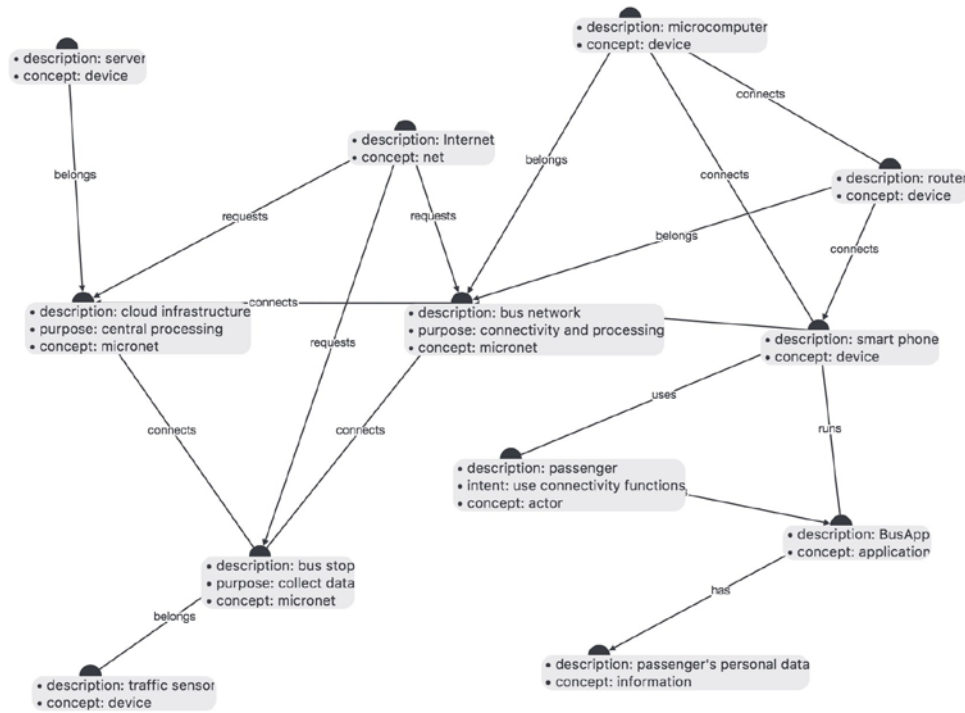 • description: microcomputer
• concept: device
• description: server
• concept: device
connects
• description: Internet
• concept: net
belongs
belongs
connects
• description: router
• concept: device
requests
requests
belongs
connects
connects
• description: cloud infrastructure
• purpose: central processing
• concept: micronet
• description: bus network
• purpose: connectivity and processing
• concept: micronet
requests
• description: smart phone
• concept: device
uses
connects
connects
runs
• description: passenger
• intent: use connectivity functions
• concept: actor
• description: BusApp
• concept: application
• description: bus stop
• purpose: collect data
• concept: micronet
has
belongs
• description: passenger's personal data
• concept: information
• description: traffic sensor
• concept: device